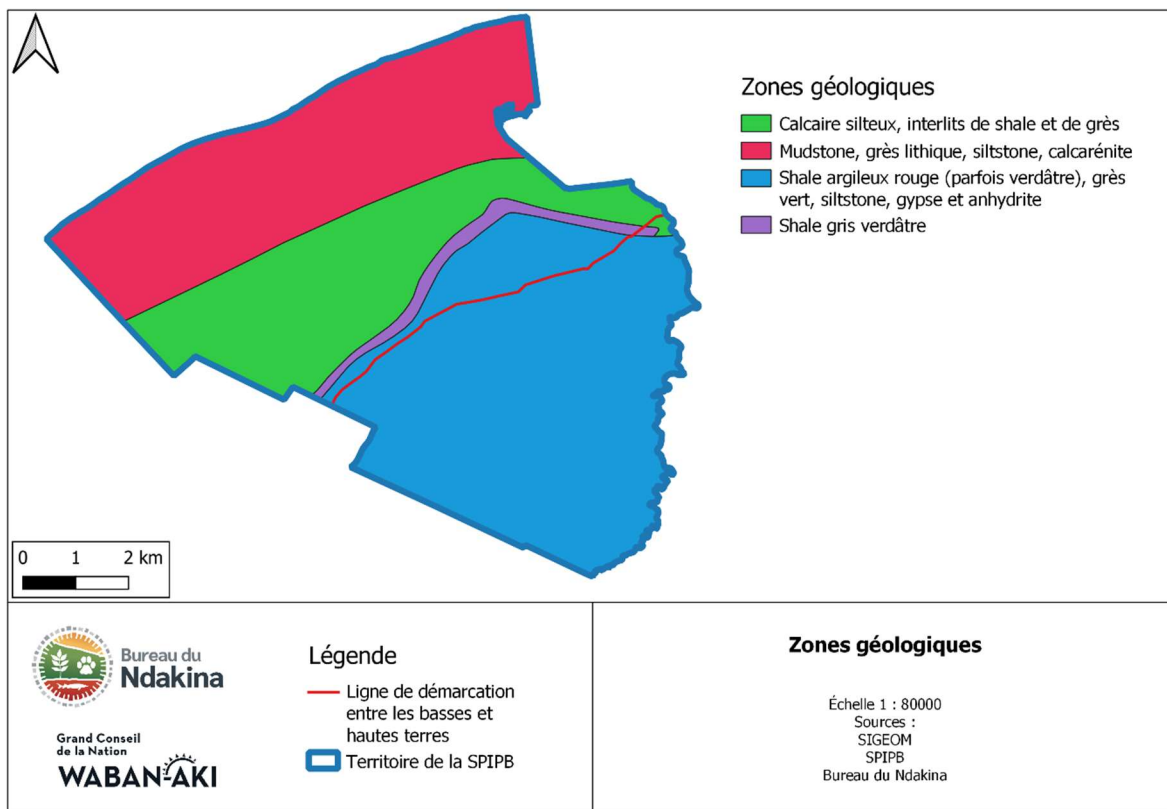 Zones géologiques
Calcaire silteux, interlits de shale et de grès
Mudstone, grès lithique, siltstone, calcarénite
Shale argileux rouge (parfois verdâtre), grès
vert, siltstone, gypse et anhydrite
Shale gris verdâtre
0 1 2 km
Bureau du
Ndakina
Grand Conseil
de la Nation
WABAN-AKI
Légende
Ligne de démarcation
entre les basses et
hautes terres
Territoire de la SPIPB
Zones géologiques
Échelle 1 : 80000
Sources :
SIGEOM
SPIPB
Bureau du Ndakina